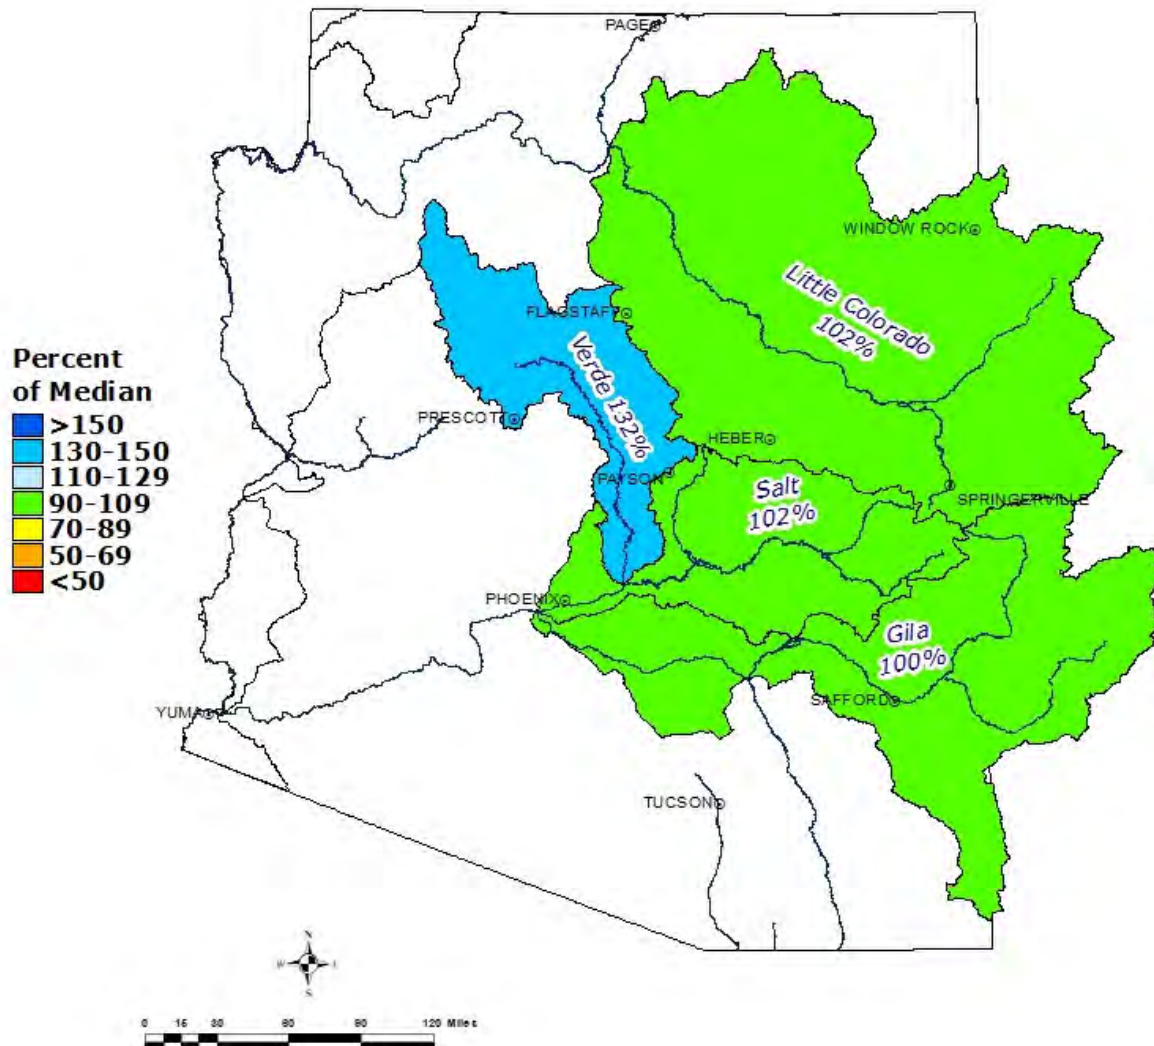 PAGE
WINDOW ROCK
Little Colorado
102%
FLAGSTAFF
Verde 132%
Percent
of Median
>150
130-150
110-129
90-109
70-89
50-69
<50
PRESCOTT
HEBER
PAYSON
Salt
102%
SPRINGERVILLE
PHOENIX
Gila
100%
SAFFORD
YUMA
TUCSON
N
W E
S
0 15 30 60 90 120 Miles